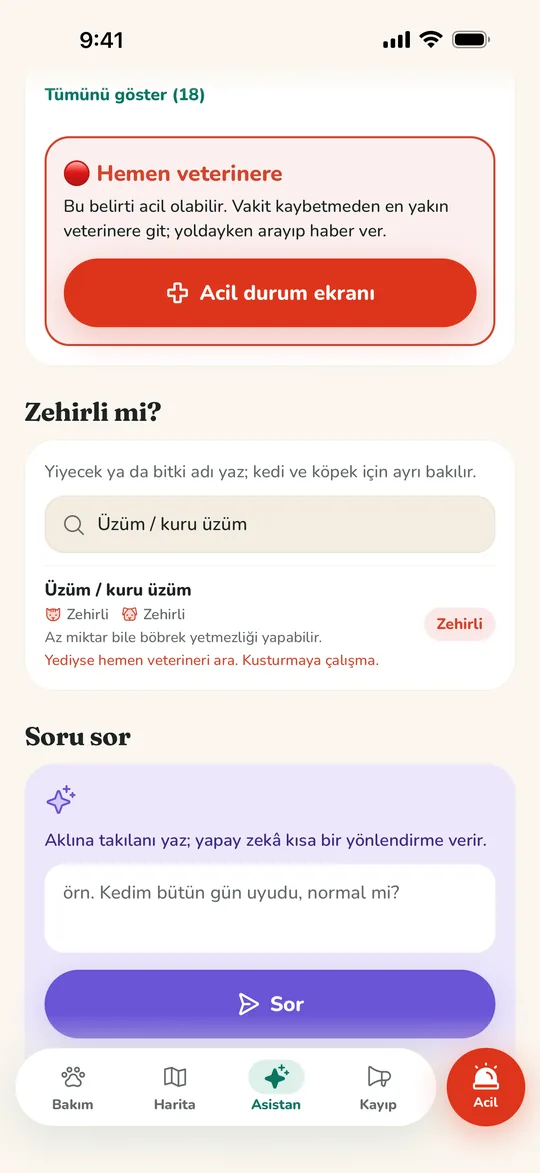 9:41
Tümünü göster (18)
Hemen veterinere
Bu belirti acil olabilir. Vakit kaybetmeden en yakın
veterinere git; yoldayken arayıp haber ver.
Acil durum ekranı
Zehirli mi?
Yiyecek ya da bitki adı yaz; kedi ve köpek için ayrı bakılır.
Üzüm / kuru üzüm
Üzüm / kuru üzüm
Zehirli Zehirli
Zehirli
Az miktar bile böbrek yetmezliği yapabilir.
Yediyse hemen veterineri ara. Kusturmaya çalışma.
Soru sor
Aklına takılanı yaz; yapay zekâ kısa bir yönlendirme verir.
örn. Kedim bütün gün uyudu, normal mi?
Sor
Bakım Harita Asistan Kayıp Acil